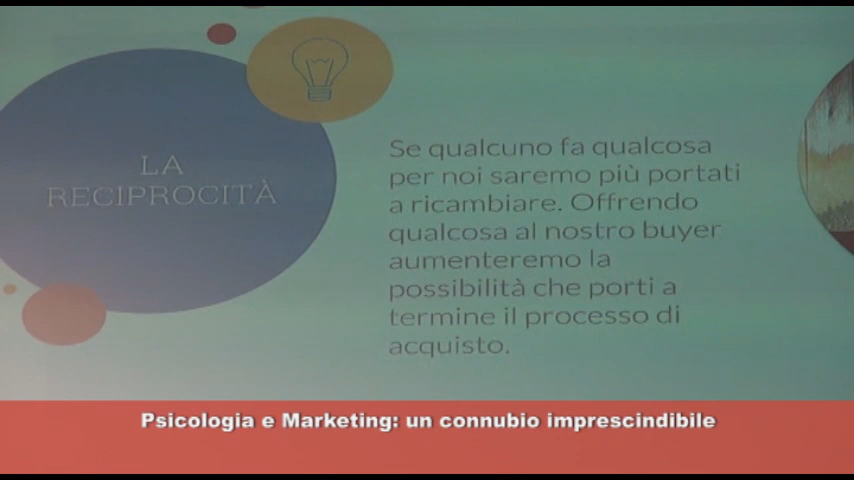 LA
RECIPROCITÀ
Se qualcuno fa qualcosa
per noi saremo più portati
a ricambiare. Offrendo
qualcosa al nostro buyer
aumenteremo la
possibilità che porti a
termine il processo di
acquisto.
Psicologia e Marketing: un connubio imprescindibile